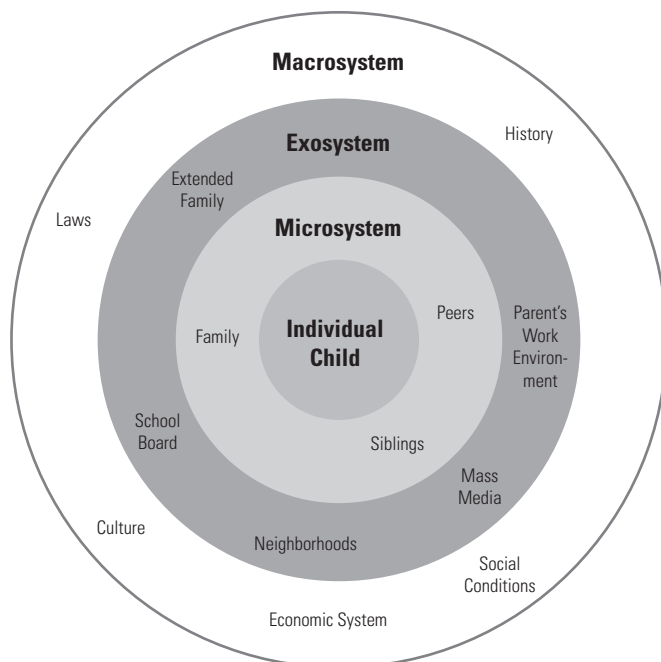 Macrosystem
History
Exosystem
Extended
Family
Laws
Microsystem
Peers
Parent's
Work
Environ-
ment
Family
Individual
Child
School
Board
Siblings
Mass
Media
Culture
Neighborhoods
Social
Conditions
Economic System